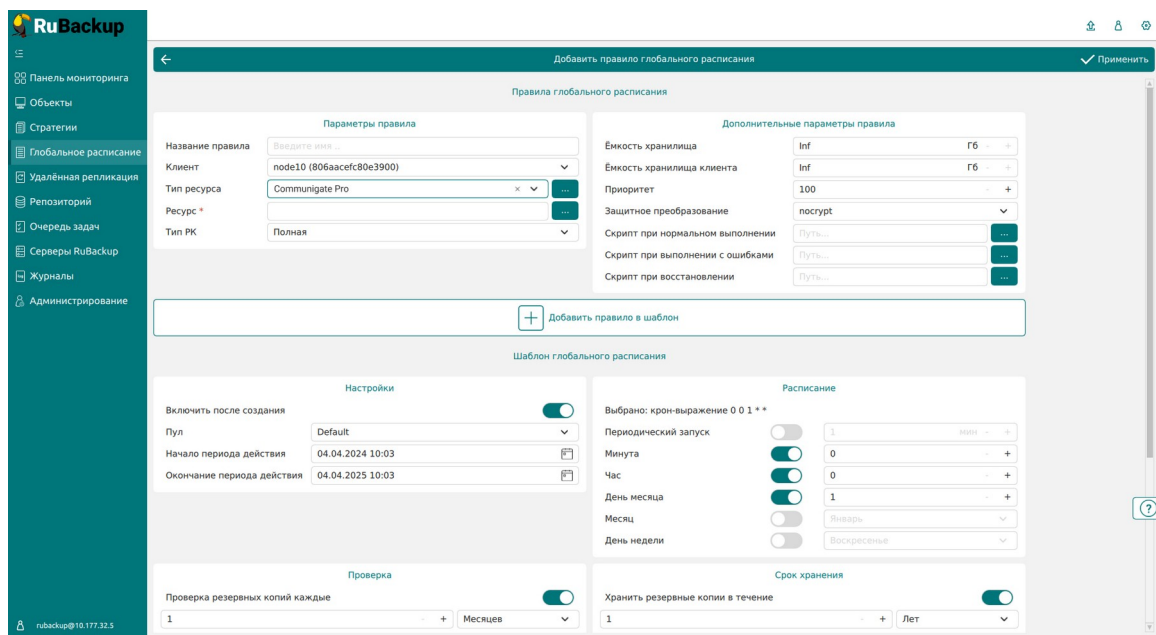 RuBackup
Панель мониторинга
Объекты
Стратегии
Глобальное расписание
Удалённая репликация
Репозиторий
Очередь задач
Серверы RuBackup
Журналы
Администрирование
rubackup@10.177.32.5
Добавить правило глобального расписания
Применить
Правила глобального расписания
Параметры правила
Название правила Введите имя ...
Клиент node10 (806aacefc80e3900)
Тип ресурса Communigate Pro × ...
Ресурс * ...
Тип РК Полная
Дополнительные параметры правила
Ёмкость хранилища Inf Гб - +
Ёмкость хранилища клиента Inf Гб - +
Приоритет 100 - +
Защитное преобразование nocrypt
Скрипт при нормальном выполнении Путь... ...
Скрипт при выполнении с ошибками Путь... ...
Скрипт при восстановлении Путь... ...
+ Добавить правило в шаблон
Шаблон глобального расписания
Настройки
Включить после создания
Пул Default
Начало периода действия 04.04.2024 10:03
Окончание периода действия 04.04.2025 10:03
Расписание
Выбрано: крон-выражение 0 0 1 * *
Периодический запуск 1 мин - +
Минута 0 - +
Час 0 - +
День месяца 1 - +
Месяц Январь
День недели Воскресенье
?
Проверка
Проверка резервных копий каждые
1 - + Месяцев
Срок хранения
Хранить резервные копии в течение
1 - + Лет